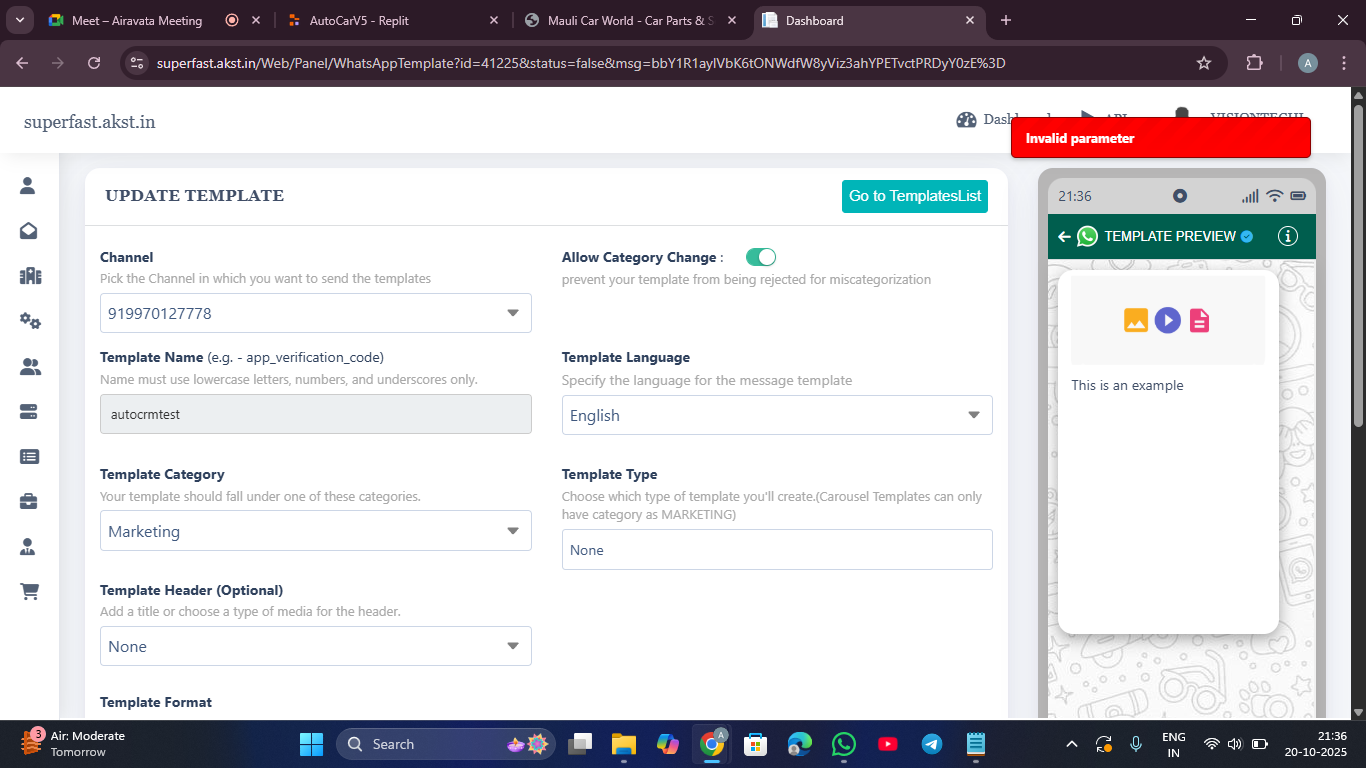 Meet – Airavata Meeting
AutoCarV5 - Replit
Mauli Car World - Car Parts & S
Dashboard
superfast.akst.in/Web/Panel/WhatsAppTemplate?id=41225&status=false&msg=bbY1R1aylVbK6tONWdfW8yViz3ahYPETvctPRDyY0zE%3D
A
superfast.akst.in
Invalid parameter
UPDATE TEMPLATE
Go to TemplatesList
Channel
Pick the Channel in which you want to send the templates
919970127778
Allow Category Change :
prevent your template from being rejected for miscategorization
Template Name (e.g. - app_verification_code)
Name must use lowercase letters, numbers, and underscores only.
autocrmtest
Template Language
Specify the language for the message template
English
Template Category
Your template should fall under one of these categories.
Marketing
Template Type
Choose which type of template you'll create.(Carousel Templates can only
have category as MARKETING)
None
Template Header (Optional)
Add a title or choose a type of media for the header.
None
Template Format
21:36
TEMPLATE PREVIEW
This is an example
3
Air: Moderate
Tomorrow
Search
A
ENG
IN
21:36
20-10-2025